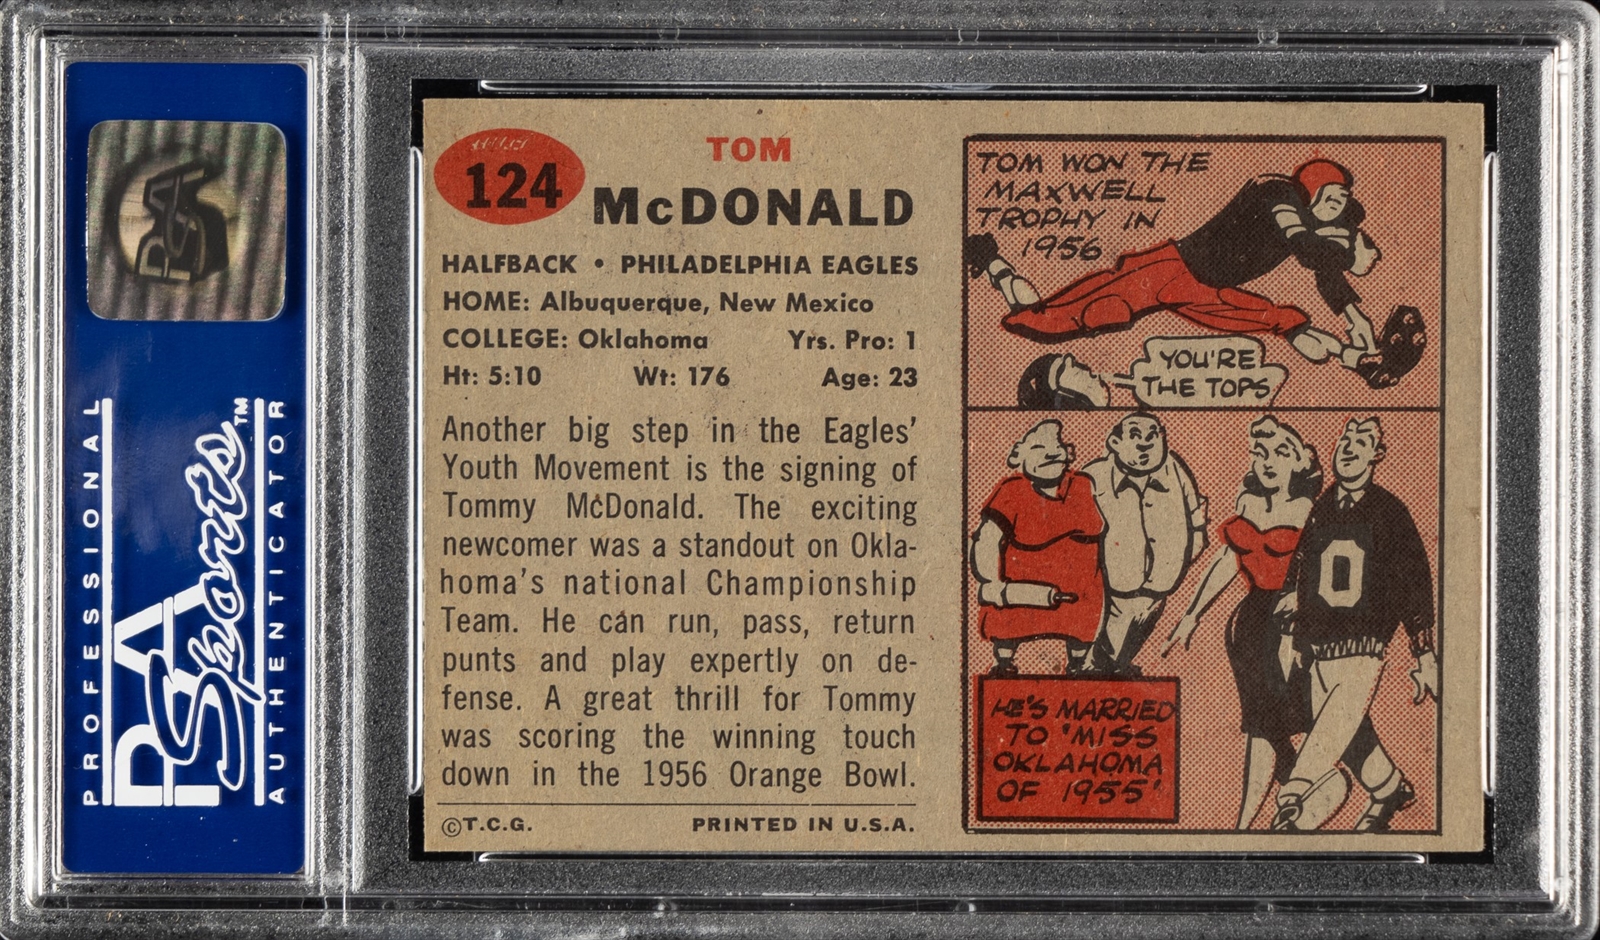 PROFESSIONAL
PSA
Sports™
AUTHENTICATOR
PSA
124
TOM
McDONALD
HALFBACK • PHILADELPHIA EAGLES
HOME: Albuquerque, New Mexico
COLLEGE: Oklahoma Yrs. Pro: 1
Ht: 5:10 Wt: 176 Age: 23
Another big step in the Eagles’
Youth Movement is the signing of
Tommy McDonald. The exciting
newcomer was a standout on Okla-
homa’s national Championship
Team. He can run, pass, return
punts and play expertly on de-
fense. A great thrill for Tommy
was scoring the winning touch
down in the 1956 Orange Bowl.
©T.C.G. PRINTED IN U.S.A.
TOM WON THE
MAXWELL
TROPHY IN
1956
YOU'RE
THE TOPS
O
HE'S MARRIED
TO 'MISS
OKLAHOMA
OF 1955'